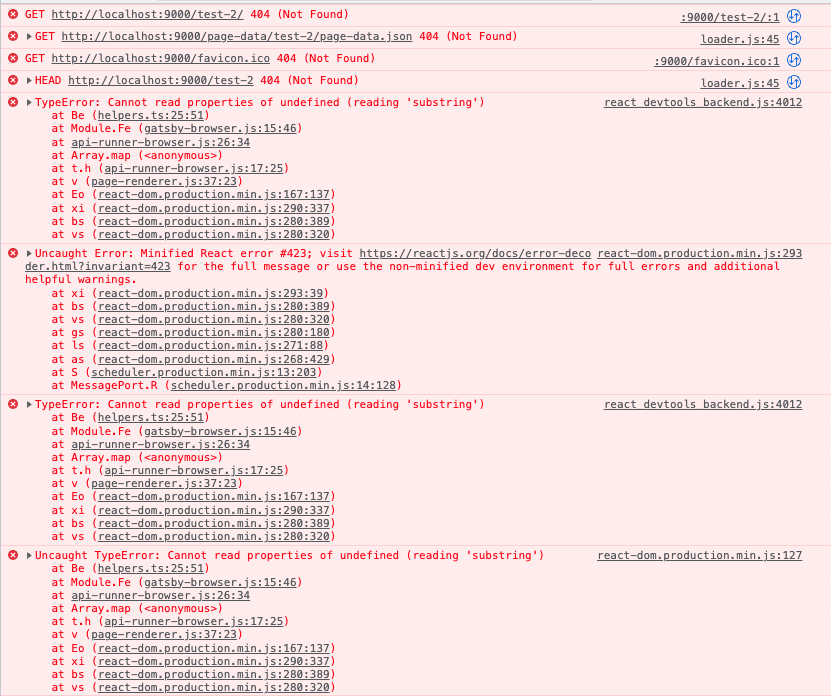 GET http://localhost:9000/test-2/ 404 (Not Found) :9000/test-2/:1
GET http://localhost:9000/page-data/test-2/page-data.json 404 (Not Found) loader.js:45
GET http://localhost:9000/favicon.ico 404 (Not Found) :9000/favicon.ico:1
HEAD http://localhost:9000/test-2 404 (Not Found) loader.js:45
TypeError: Cannot read properties of undefined (reading 'substring') react_devtools_backend.js:4012
at Be (helpers.ts:25:51)
at Module.Fe (gatsby-browser.js:15:46)
at api-runner-browser.js:26:34
at Array.map (<anonymous>)
at t.h (api-runner-browser.js:17:25)
at v (page-renderer.js:37:23)
at Eo (react-dom.production.min.js:167:137)
at xi (react-dom.production.min.js:290:337)
at bs (react-dom.production.min.js:280:389)
at vs (react-dom.production.min.js:280:320)
Uncaught Error: Minified React error #423; visit https://reactjs.org/docs/error-deco react-dom.production.min.js:293
der.html?invariant=423 for the full message or use the non-minified dev environment for full errors and additional
helpful warnings.
at xi (react-dom.production.min.js:293:39)
at bs (react-dom.production.min.js:280:389)
at vs (react-dom.production.min.js:280:320)
at gs (react-dom.production.min.js:280:180)
at ls (react-dom.production.min.js:271:88)
at as (react-dom.production.min.js:268:429)
at S (scheduler.production.min.js:13:203)
at MessagePort.R (scheduler.production.min.js:14:128)
TypeError: Cannot read properties of undefined (reading 'substring') react_devtools_backend.js:4012
at Be (helpers.ts:25:51)
at Module.Fe (gatsby-browser.js:15:46)
at api-runner-browser.js:26:34
at Array.map (<anonymous>)
at t.h (api-runner-browser.js:17:25)
at v (page-renderer.js:37:23)
at Eo (react-dom.production.min.js:167:137)
at xi (react-dom.production.min.js:290:337)
at bs (react-dom.production.min.js:280:389)
at vs (react-dom.production.min.js:280:320)
Uncaught TypeError: Cannot read properties of undefined (reading 'substring') react-dom.production.min.js:127
at Be (helpers.ts:25:51)
at Module.Fe (gatsby-browser.js:15:46)
at api-runner-browser.js:26:34
at Array.map (<anonymous>)
at t.h (api-runner-browser.js:17:25)
at v (page-renderer.js:37:23)
at Eo (react-dom.production.min.js:167:137)
at xi (react-dom.production.min.js:290:337)
at bs (react-dom.production.min.js:280:389)
at vs (react-dom.production.min.js:280:320)